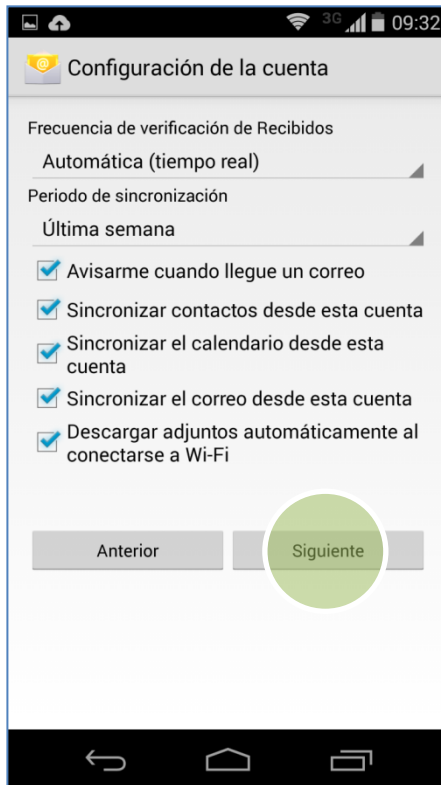 3G 09:32
Configuración de la cuenta
Frecuencia de verificación de Recibidos
Automática (tiempo real)
Periodo de sincronización
Última semana
Avisarme cuando llegue un correo
Sincronizar contactos desde esta cuenta
Sincronizar el calendario desde esta
cuenta
Sincronizar el correo desde esta cuenta
Descargar adjuntos automáticamente al
conectarse a Wi-Fi
Anterior Siguiente